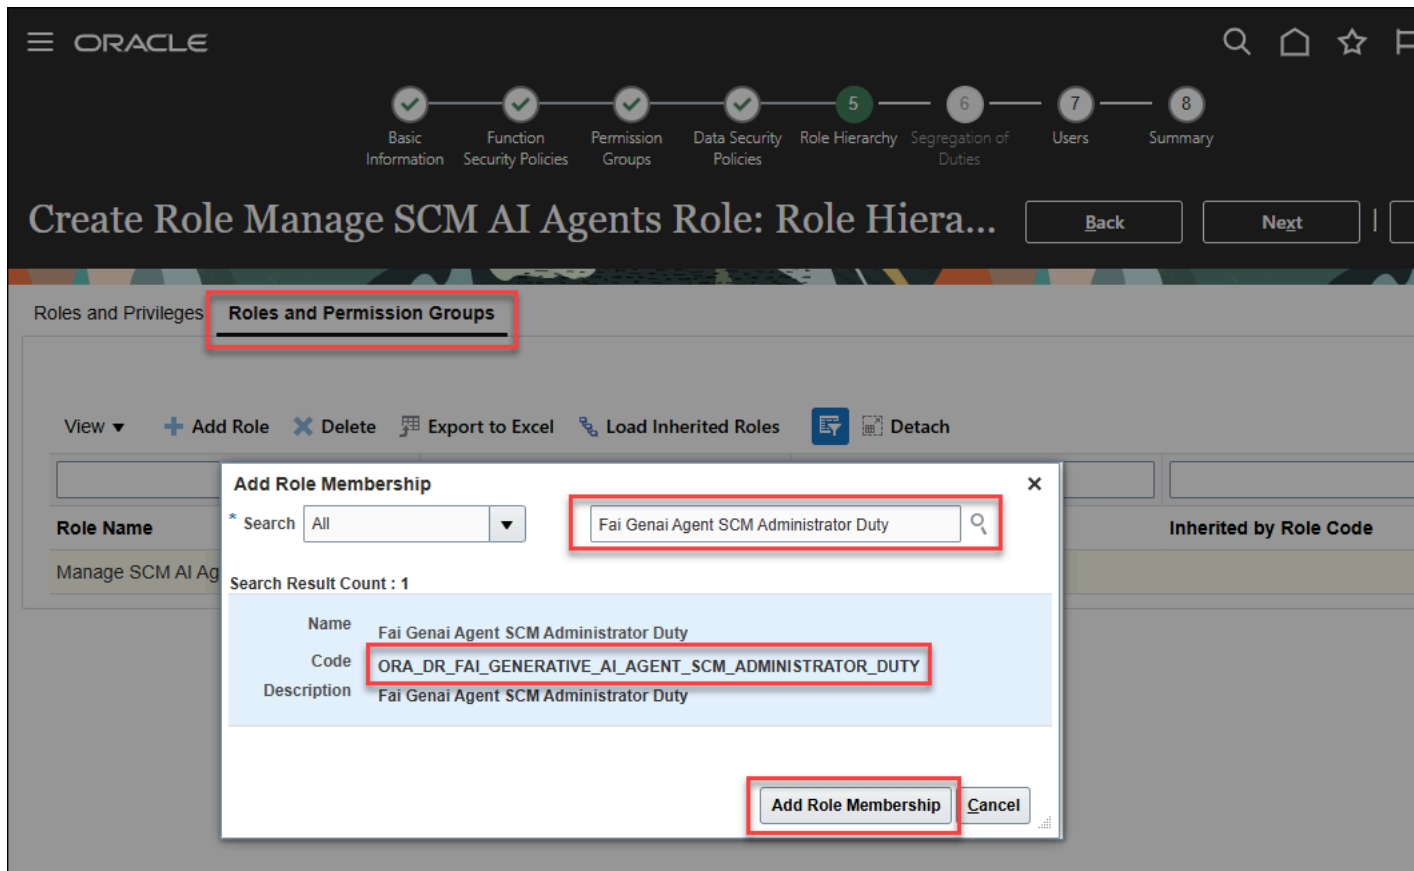 ORACLE
5 6 7 8
Basic Function Permission Data Security Role Hierarchy Segregation of Users Summary
Information Security Policies Groups Policies Duties
Create Role Manage SCM AI Agents Role: Role Hiera... Back Next |
Roles and Privileges Roles and Permission Groups
View Add Role Delete Export to Excel Load Inherited Roles Detach
Add Role Membership
* Search All Fai Genai Agent SCM Administrator Duty
Role Name Inherited by Role Code
Manage SCM AI Ag
Search Result Count : 1
Name Fai Genai Agent SCM Administrator Duty
Code ORA_DR_FAI_GENERATIVE_AI_AGENT_SCM_ADMINISTRATOR_DUTY
Description Fai Genai Agent SCM Administrator Duty
Add Role Membership Cancel